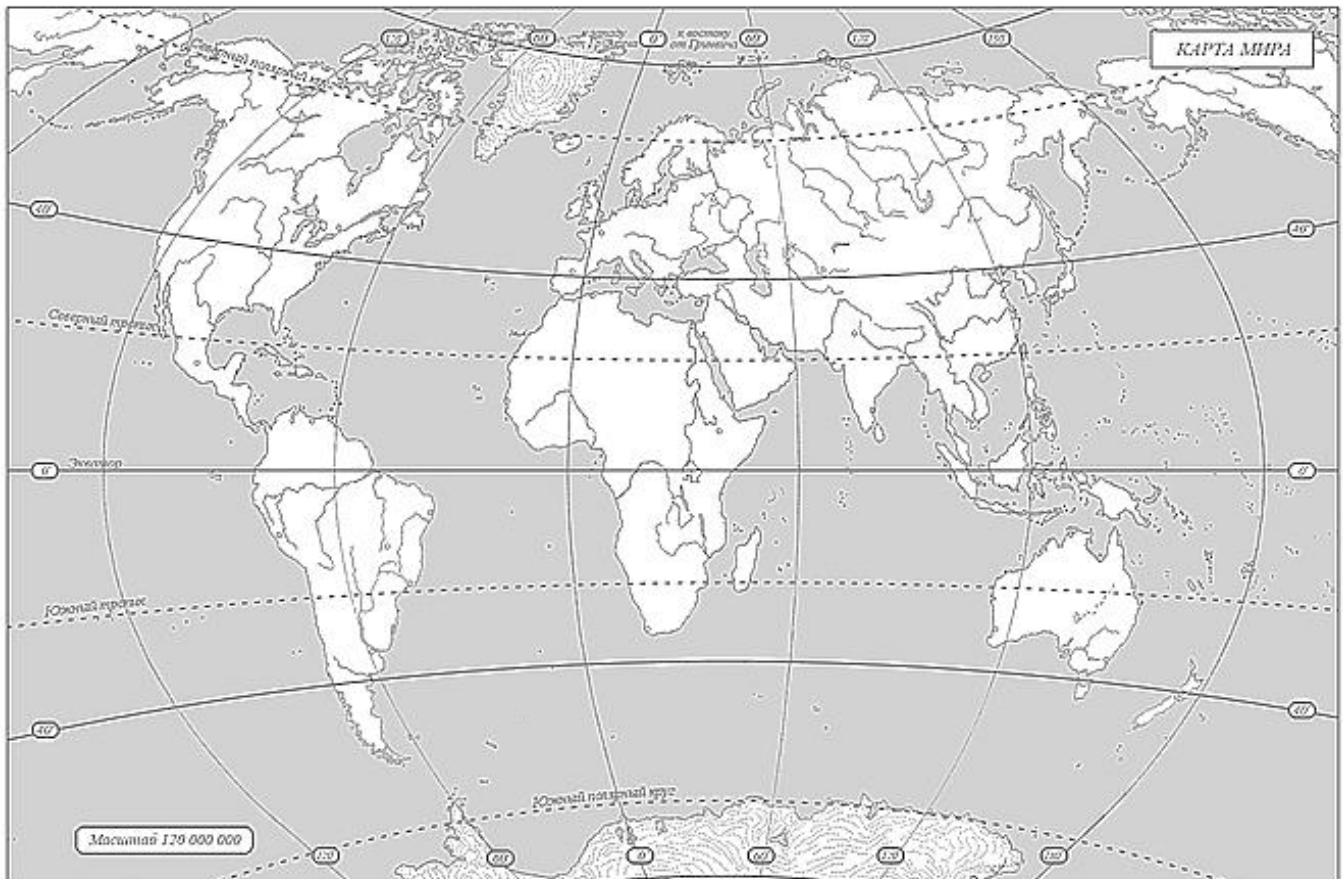 120° 60° к западу от Гринвича 0° к востоку от Гринвича 60° 120° 180°
КАРТА МИРА
Северный полярный круг
40° 40°
Северный тропик
0° Экватор 0°
Южный тропик
40° 40°
Южный полярный круг
Масштаб 120 000 000
120° 60° 0° 60° 120° 180°